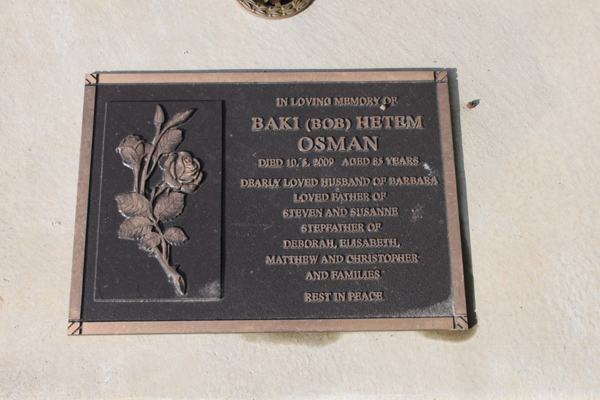 IN LOVING MEMORY OF
BAKI (BOB) HETEM
OSMAN
DIED 10. 5. 2009 AGED 85 YEARS
DEARLY LOVED HUSBAND OF BARBARA
LOVED FATHER OF
STEVEN AND SUSANNE
STEPFATHER OF
DEBORAH, ELISABETH,
MATTHEW AND CHRISTOPHER
AND FAMILIES
REST IN PEACE